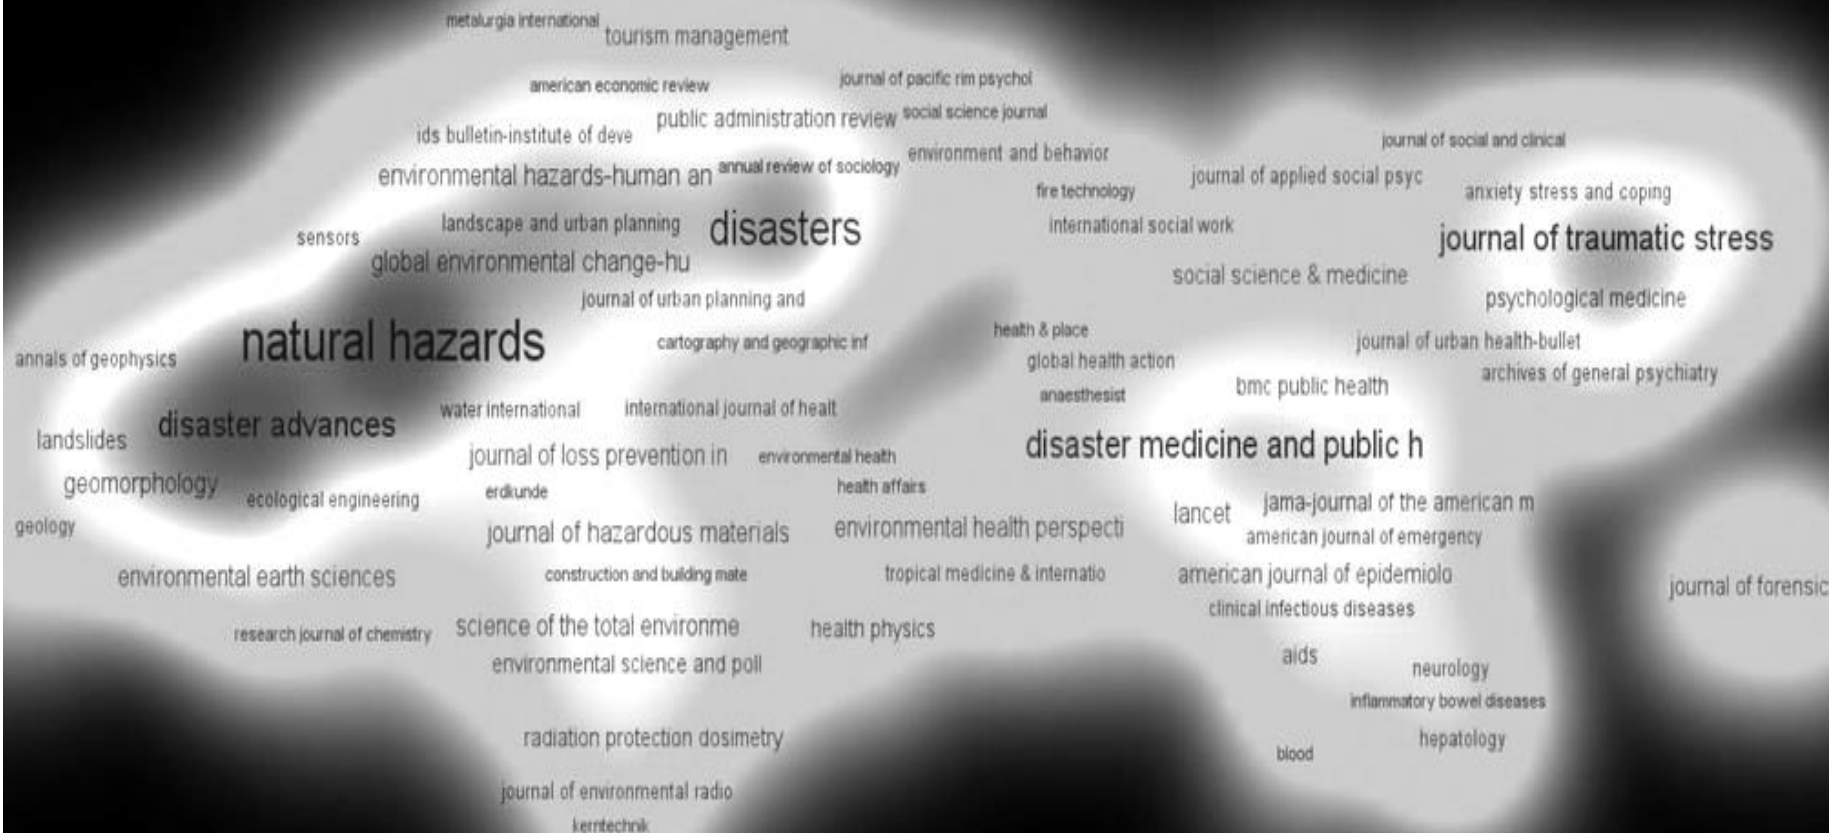 metalurgia international
tourism management
american economic review
journal of pacific rim psychol
public administration review
social science journal
ids bulletin-institute of deve
journal of social and clinical
environmental hazards-human an
annual review of sociology
environment and behavior
journal of applied social psyc
fire technology
anxiety stress and coping
landscape and urban planning
disasters
international social work
sensors
journal of traumatic stress
global environmental change-hu
social science & medicine
journal of urban planning and
psychological medicine
natural hazards
cartography and geographic inf
health & place
journal of urban health-bullet
annals of geophysics
global health action
archives of general psychiatry
bmc public health
anaesthesist
water international
international journal of healt
disaster advances
landslides
disaster medicine and public h
journal of loss prevention in
environmental health
geomorphology
ecological engineering
erdkunde
health affairs
lancet
jama-journal of the american m
geology
journal of hazardous materials
environmental health perspecti
american journal of emergency
environmental earth sciences
construction and building mate
tropical medicine & internatio
american journal of epidemiolo
journal of forensic
clinical infectious diseases
research journal of chemistry
science of the total environme
health physics
environmental science and poll
aids
neurology
inflammatory bowel diseases
radiation protection dosimetry
hepatology
blood
journal of environmental radio
kerntechnik